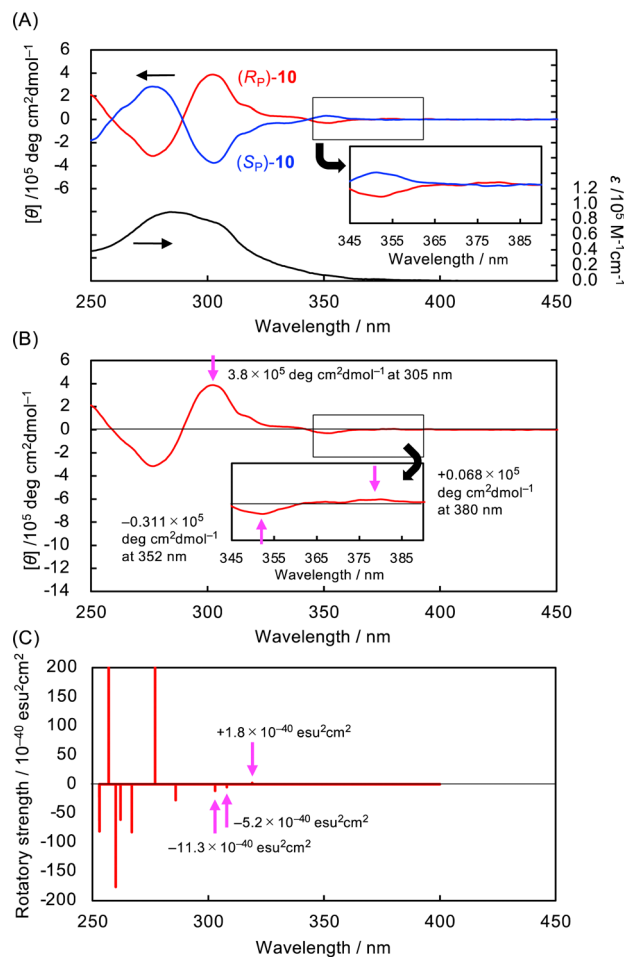 (A)
6
4
2
0
−2
−4
−6
[θ] /10⁵ deg cm²dmol⁻¹
(RP)-10
(SP)-10
345 355 365 375 385
Wavelength / nm
1.2
1.0
0.8
0.6
0.4
0.2
0.0
ε /10⁵ M⁻¹cm⁻¹
250 300 350 400 450
Wavelength / nm
(B)
6
4
2
0
-2
-4
-6
-8
-10
-12
-14
[θ] /10⁵ deg cm²dmol⁻¹
3.8×10⁵ deg cm²dmol⁻¹ at 305 nm
+0.068×10⁵
deg cm²dmol⁻¹
at 380 nm
−0.311×10⁵
deg cm²dmol⁻¹
at 352 nm
345 355 365 375 385
Wavelength / nm
250 300 350 400 450
Wavelength / nm
(C)
200
150
100
50
0
-50
-100
-150
-200
Rotatory strength / 10⁻⁴⁰ esu²cm²
+1.8×10⁻⁴⁰ esu²cm²
−5.2×10⁻⁴⁰ esu²cm²
−11.3×10⁻⁴⁰ esu²cm²
250 300 350 400 450
Wavelength / nm